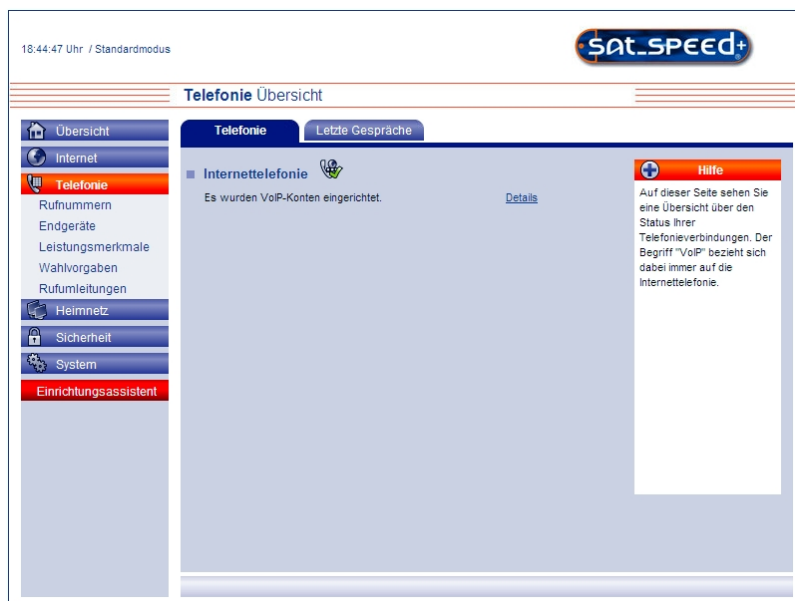 18:44:47 Uhr / Standardmodus
sat_speed+
Telefonie Übersicht
Übersicht
Internet
Telefonie
Rufnummern
Endgeräte
Leistungsmerkmale
Wahlvorgaben
Rufumleitungen
Heimnetz
Sicherheit
System
Einrichtungsassistent
Telefonie
Letzte Gespräche
Internettelefonie
Es wurden VoIP-Konten eingerichtet.
Details
Hilfe
Auf dieser Seite sehen Sie
eine Übersicht über den
Status Ihrer
Telefonieverbindungen. Der
Begriff "VoIP" bezieht sich
dabei immer auf die
Internettelefonie.